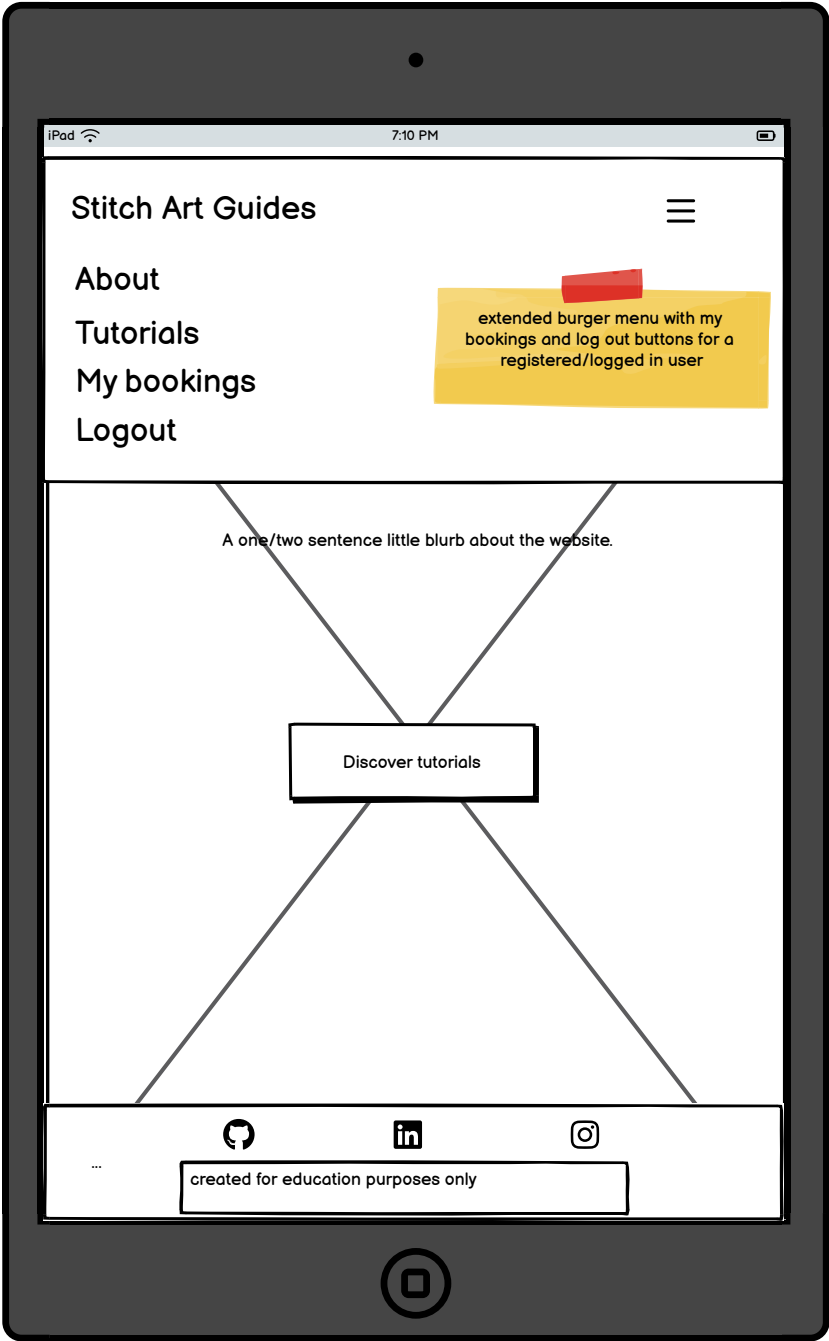 iPad
7:10 PM
Stitch Art Guides
About
Tutorials
My bookings
Logout
extended burger menu with my
bookings and log out buttons for a
registered/logged in user
A one/two sentence little blurb about the website.
Discover tutorials
in
...
created for education purposes only